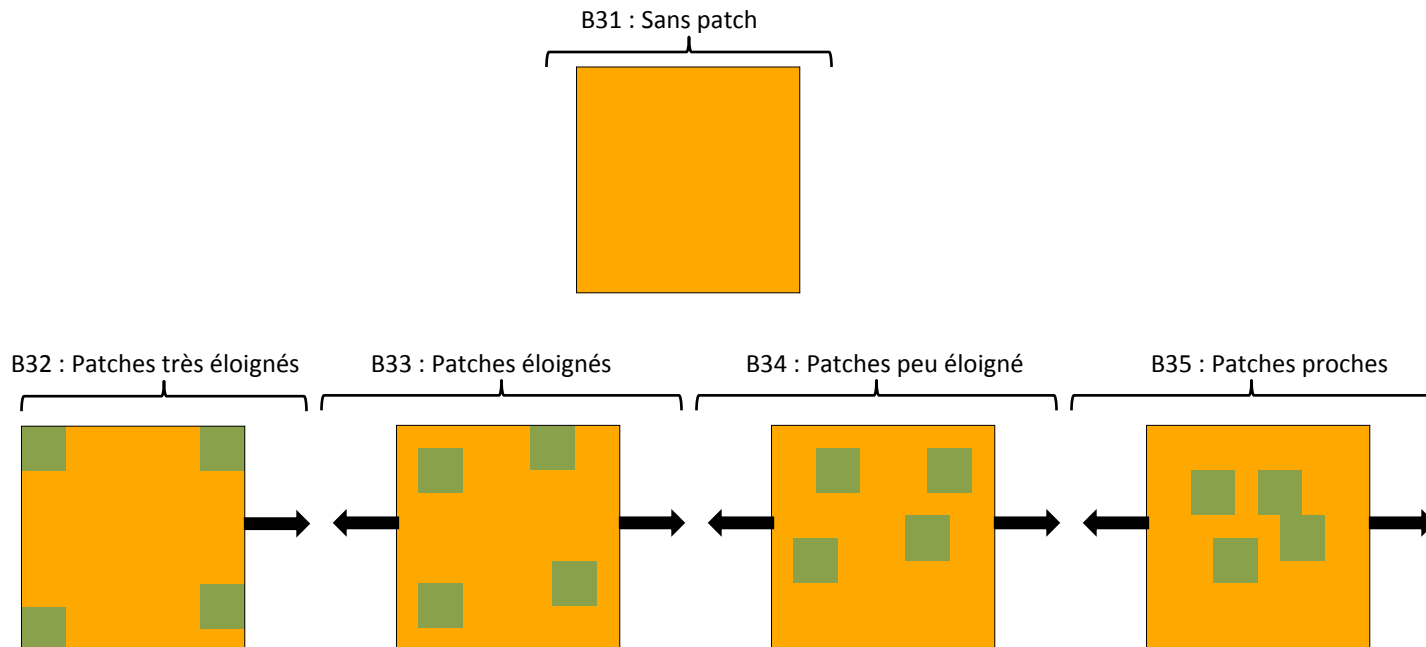 B31 : Sans patch
B32 : Patches très éloignés
B33 : Patches éloignés
B34 : Patches peu éloigné
B35 : Patches proches